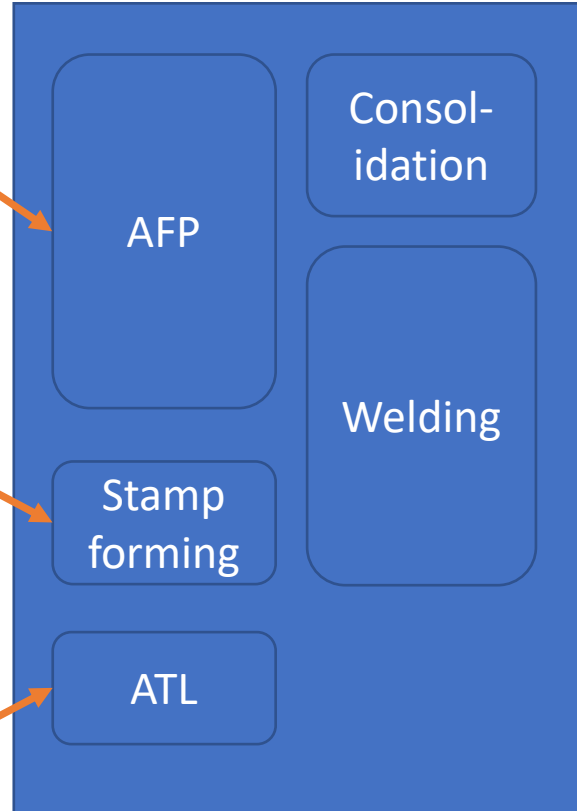 AFP
Stamp
forming
ATL
Consol-
idation
Welding